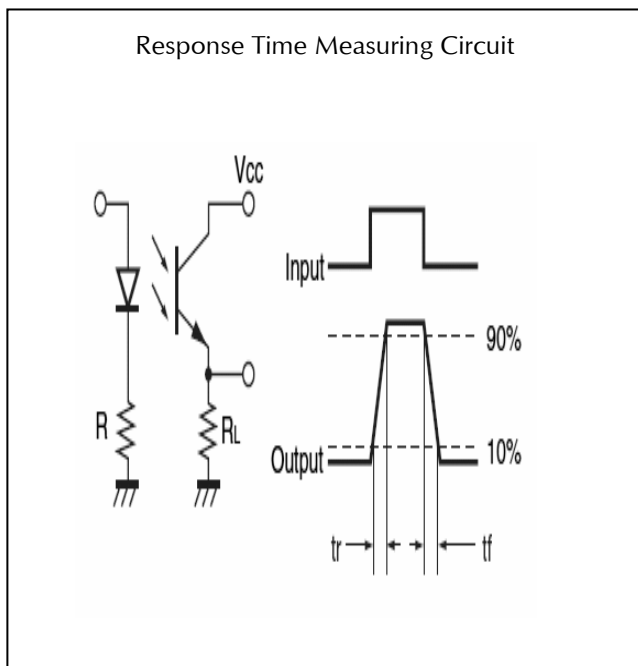 Response Time Measuring Circuit
Vcc
Input
90%
R
RL
Output
10%
tr
tf